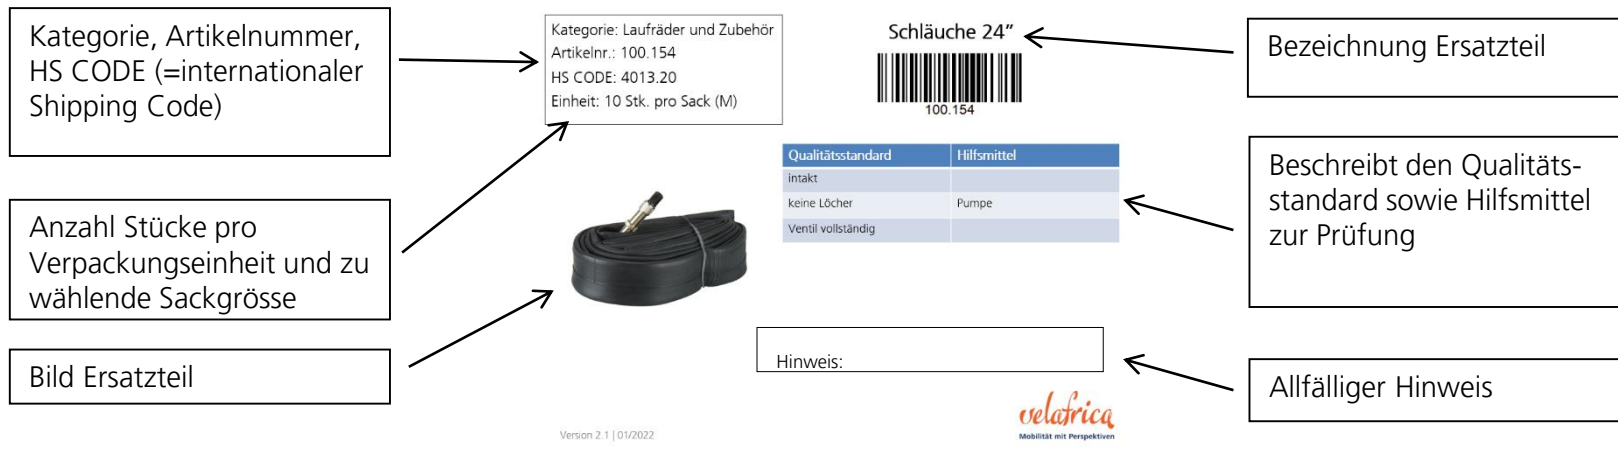 Kategorie, Artikelnummer,
HS CODE (=internationaler
Shipping Code)
Anzahl Stücke pro
Verpackungseinheit und zu
wählende Sackgrösse
Bild Ersatzteil
Kategorie: Laufräder und Zubehör
Artikelnr.: 100.154
HS CODE: 4013.20
Einheit: 10 Stk. pro Sack (M)
Schläuche 24”
100.154
Qualitätsstandard Hilfsmittel
intakt
keine Löcher Pumpe
Ventil vollständig
Hinweis:
velafrica
Mobilität mit Perspektiven
Version 2.1 | 01/2022
Bezeichnung Ersatzteil
Beschreibt den Qualitäts-
standard sowie Hilfsmittel
zur Prüfung
Allfälliger Hinweis